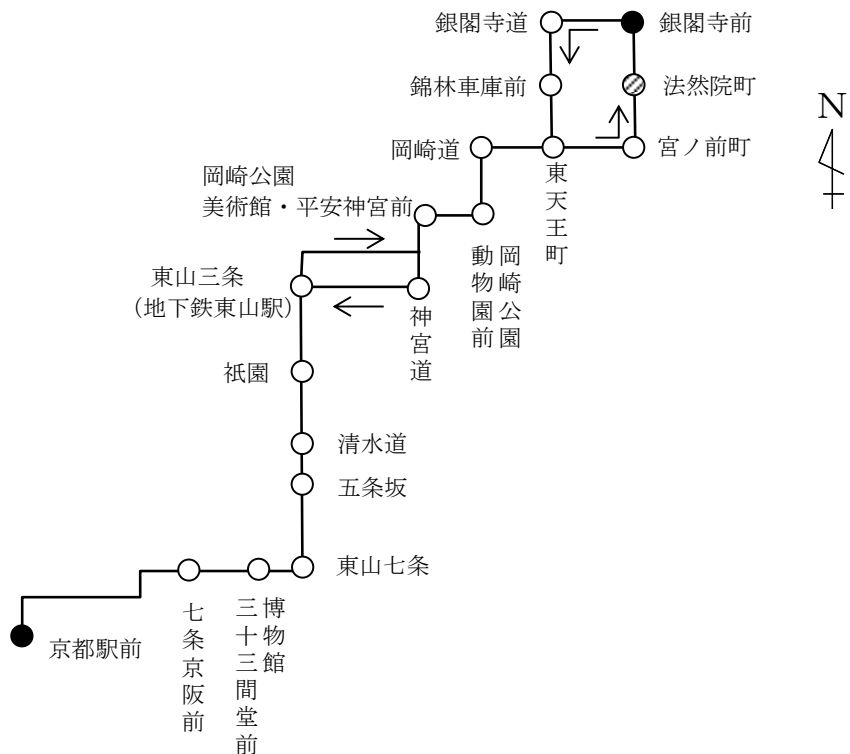 銀閣寺道
銀閣寺前
錦林車庫前
法然院町
N
岡崎道
宮ノ前町
東天王町
岡崎公園
美術館・平安神宮前
岡崎公園
動物園前
東山三条
（地下鉄東山駅）
神宮道
祇園
清水道
五条坂
東山七条
博物館
三十三間堂前
七条京阪前
京都駅前